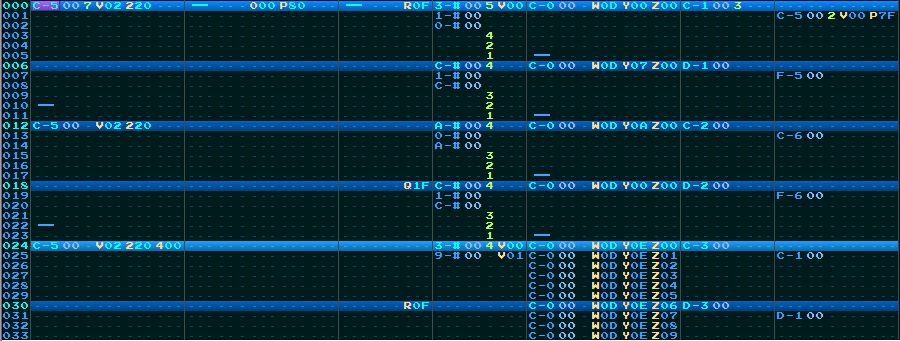 000 C-5 00 7 V02 220 000 P80 R0F 3-# 00 5 V00 C-0 00 W0D Y00 Z00 C-1 00 3
001 1-# 00 C-5 00 2 V00 P7F
002 0-# 00
003 4
004 2
005 1
006 C-# 00 4 C-0 00 W0D Y07 Z00 D-1 00
007 1-# 00 F-5 00
008 C-# 00
009 3
010 2
011 1
012 C-5 00 V02 220 A-# 00 4 C-0 00 W0D Y0A Z00 C-2 00
013 0-# 00 C-6 00
014 A-# 00
015 3
016 2
017 1
018 Q1F C-# 00 4 C-0 00 W0D Y00 Z00 D-2 00
019 1-# 00 F-6 00
020 C-# 00
021 3
022 2
023 1
024 C-5 00 V02 220 400 3-# 00 4 V00 C-0 00 W0D Y0E Z00 C-3 00
025 9-# 00 V01 C-0 00 W0D Y0E Z01 C-1 00
026 C-0 00 W0D Y0E Z02
027 C-0 00 W0D Y0E Z03
028 C-0 00 W0D Y0E Z04
029 C-0 00 W0D Y0E Z05
030 R0F C-0 00 W0D Y0E Z06 D-3 00
031 C-0 00 W0D Y0E Z07 D-1 00
032 C-0 00 W0D Y0E Z08
033 C-0 00 W0D Y0E Z09